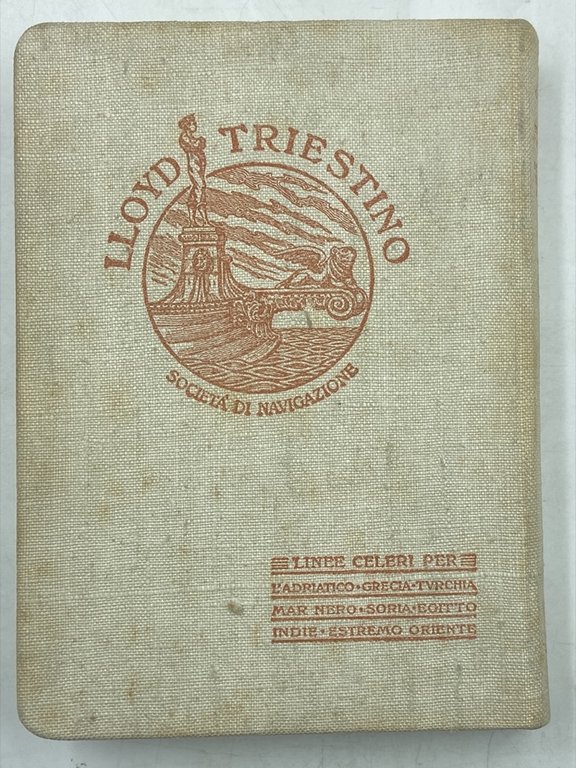 LLOYD TRIESTINO
SOCIETÀ DI NAVIGAZIONE
LINEE CELERI PER
L'ADRIATICO • GRECIA • TVRCHIA
MAR NERO • SORIA • EGITTO
INDIE • ESTREMO ORIENTE